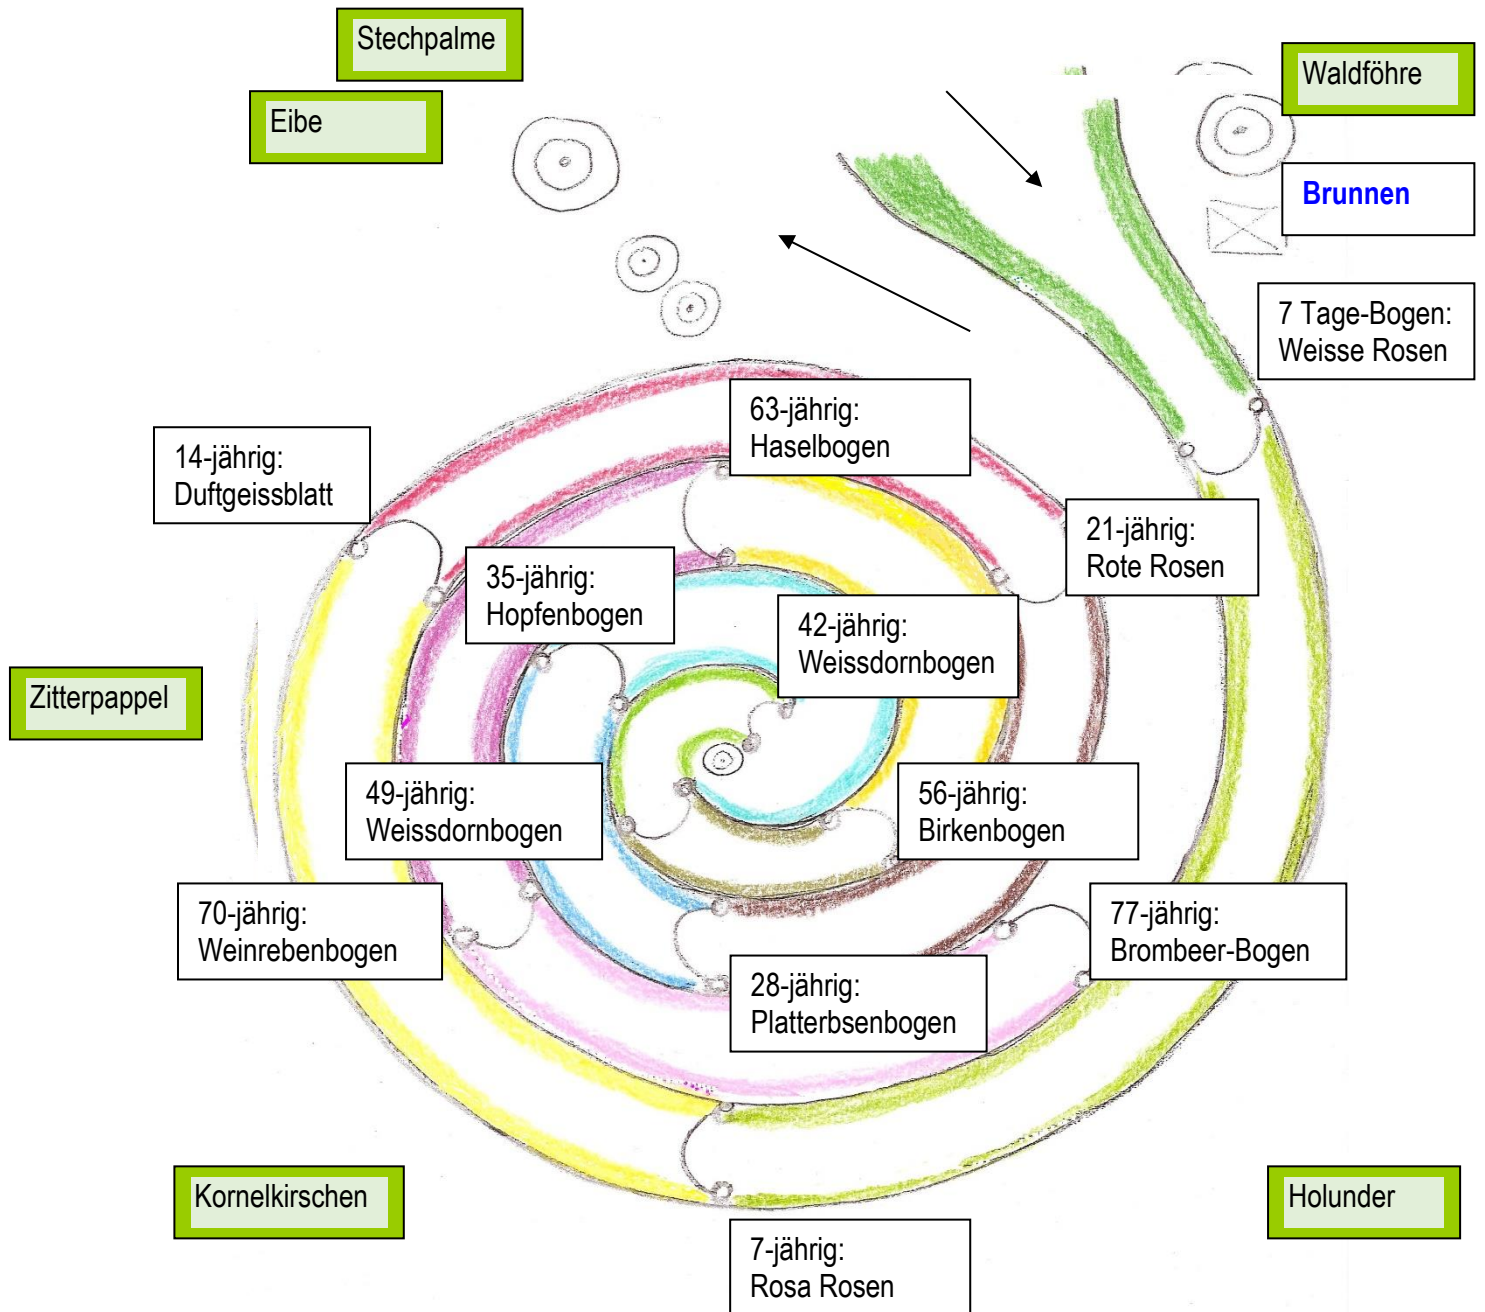 Stechpalme
Eibe
Waldföhre
Brunnen
7 Tage-Bogen:
Weisse Rosen
63-jährig:
Haselbogen
14-jährig:
Duftgeissblatt
21-jährig:
Rote Rosen
35-jährig:
Hopfenbogen
42-jährig:
Weissdornbogen
Zitterpappel
49-jährig:
Weissdornbogen
56-jährig:
Birkenbogen
70-jährig:
Weinrebenbogen
77-jährig:
Brombeer-Bogen
28-jährig:
Platterbsenbogen
Kornelkirschen
Holunder
7-jährig:
Rosa Rosen